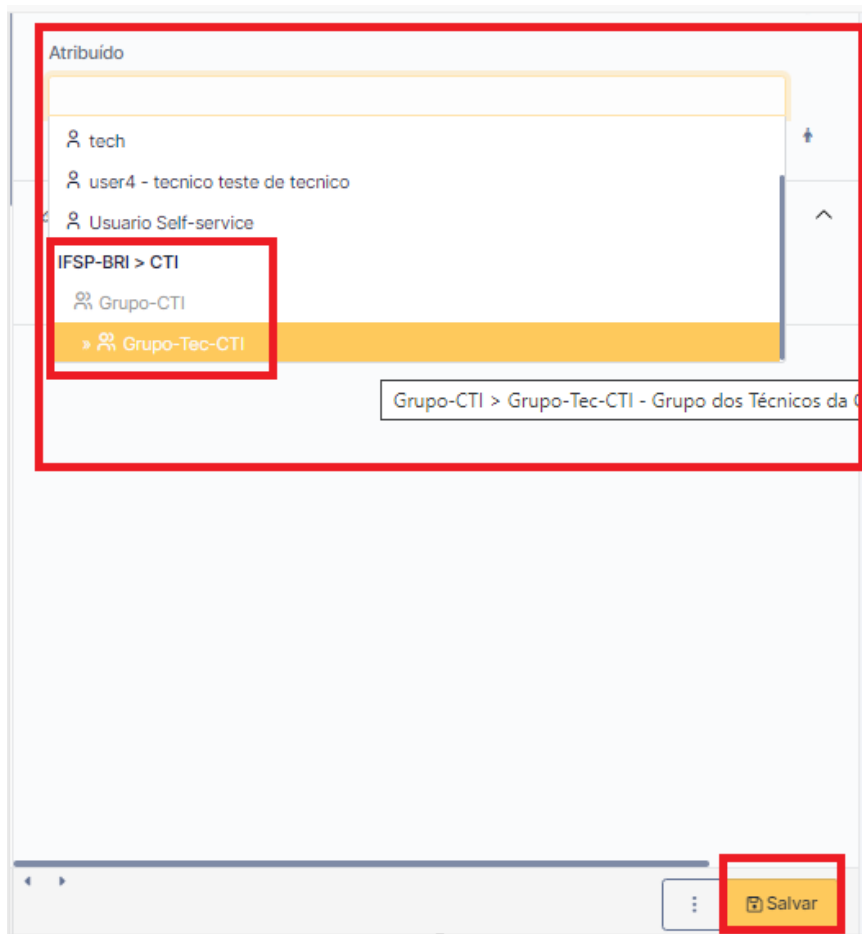 Atribuído
tech
user4 - tecnico teste de tecnico
Usuario Self-service
IFSP-BRI > CTI
Grupo-CTI
» Grupo-Tec-CTI
Grupo-CTI > Grupo-Tec-CTI - Grupo dos Técnicos da
Salvar